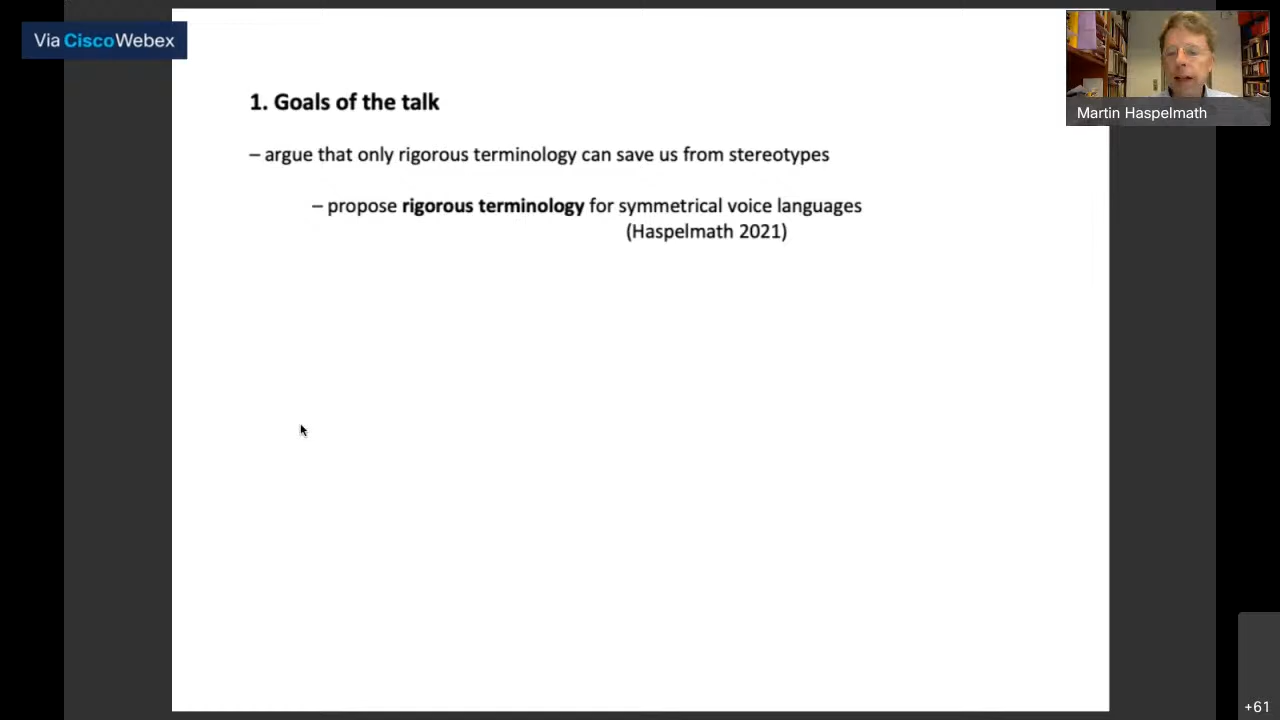 Via CiscoWebex
Martin Haspelmath
1. Goals of the talk
– argue that only rigorous terminology can save us from stereotypes
– propose rigorous terminology for symmetrical voice languages
(Haspelmath 2021)
+61